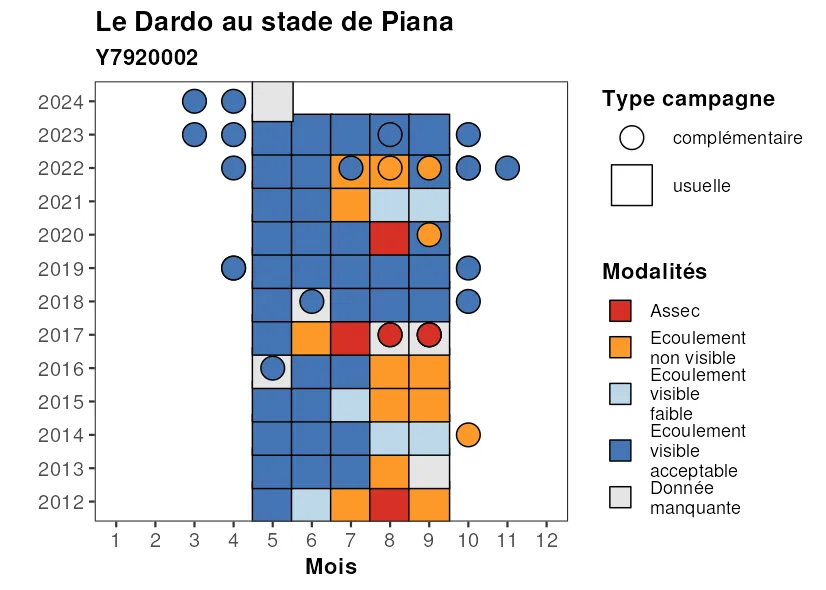 Le Dardo au stade de Piana
Y7920002
2024
2023
2022
2021
2020
2019
2018
2017
2016
2015
2014
2013
2012
1 2 3 4 5 6 7 8 9 10 11 12
Mois
Type campagne
complémentaire
usuelle
Modalités
Assec
Ecoulement
non visible
Ecoulement
visible
faible
Ecoulement
visible
acceptable
Donnée
manquante